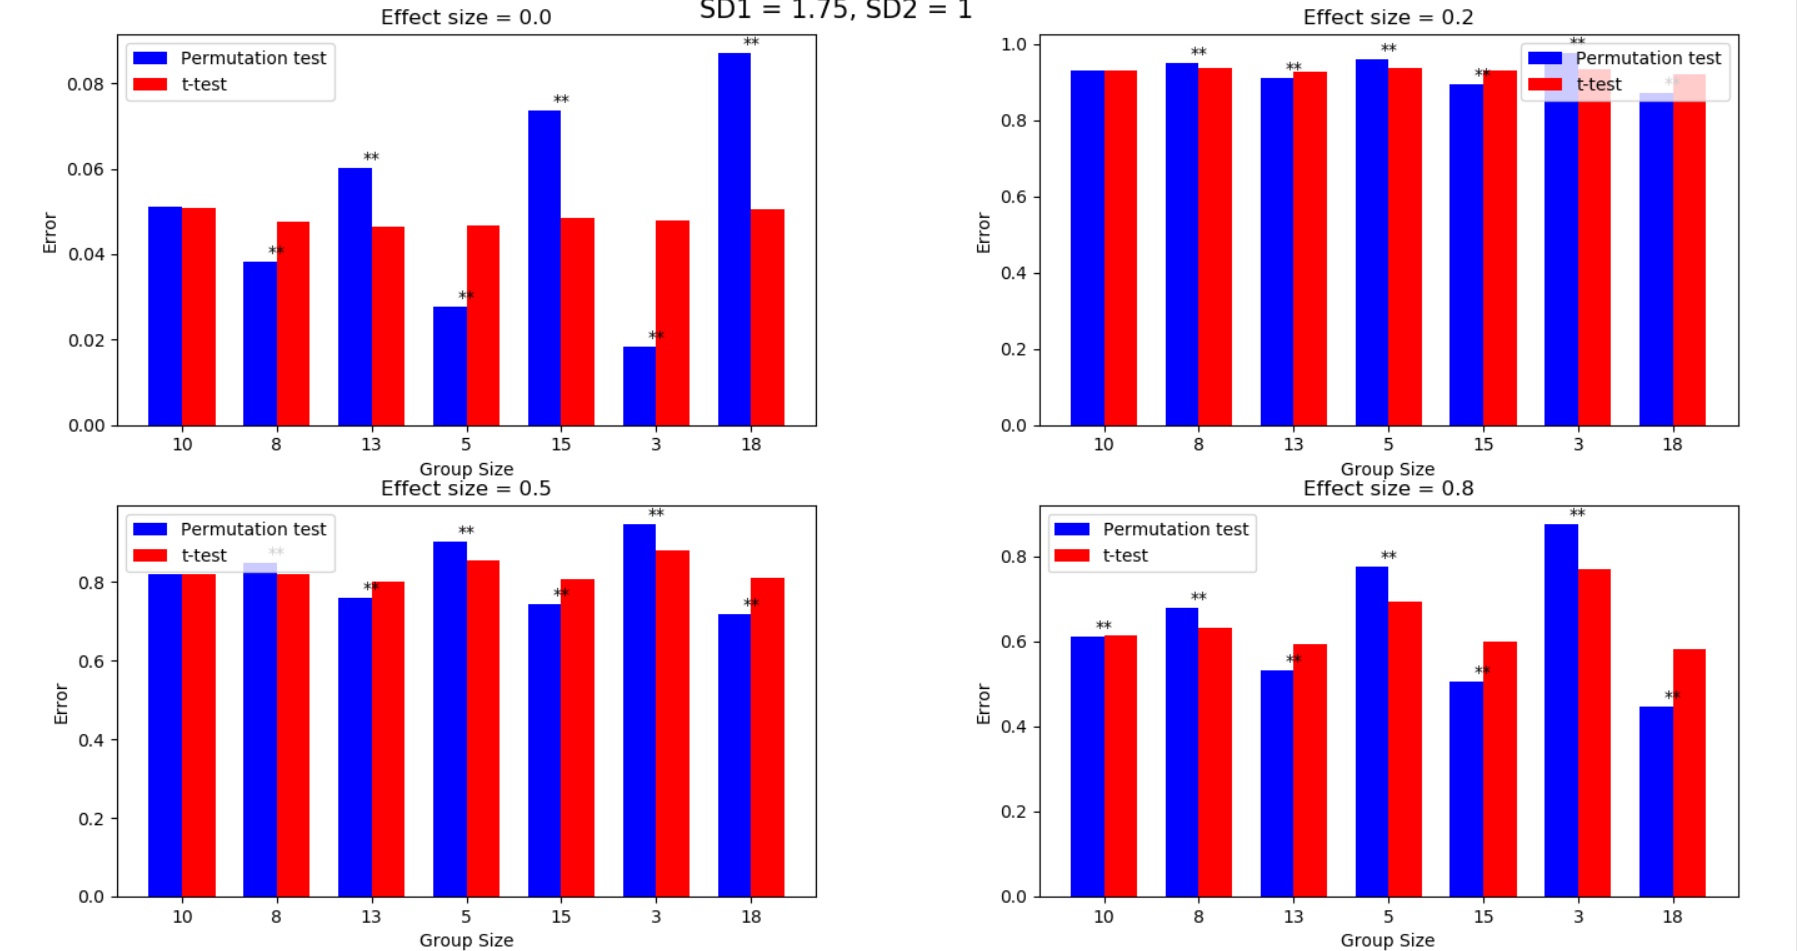 SD1 = 1.75, SD2 = 1
Effect size = 0.0
Permutation test
t-test
**
**
**
**
**
**
0.08
0.06
0.04
0.02
0.00
Error
10 8 13 5 15 3 18
Group Size
Effect size = 0.2
Permutation test
t-test
**
**
**
**
**
**
1.0
0.8
0.6
0.4
0.2
0.0
Error
10 8 13 5 15 3 18
Group Size
Effect size = 0.5
Permutation test
t-test
**
**
**
**
**
**
0.8
0.6
0.4
0.2
0.0
Error
10 8 13 5 15 3 18
Group Size
Effect size = 0.8
Permutation test
t-test
**
**
**
**
**
**
**
0.8
0.6
0.4
0.2
0.0
Error
10 8 13 5 15 3 18
Group Size